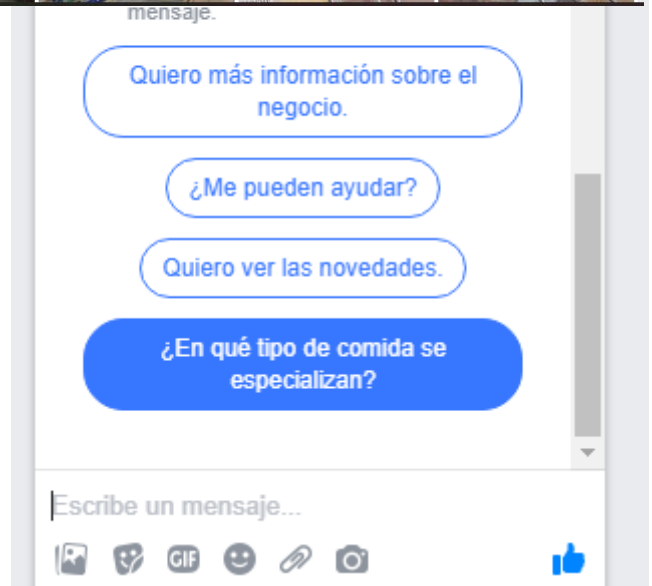 mensaje.
Quiero más información sobre el
negocio.
¿Me pueden ayudar?
Quiero ver las novedades.
¿En qué tipo de comida se
especializan?
Escribe un mensaje...
GIF